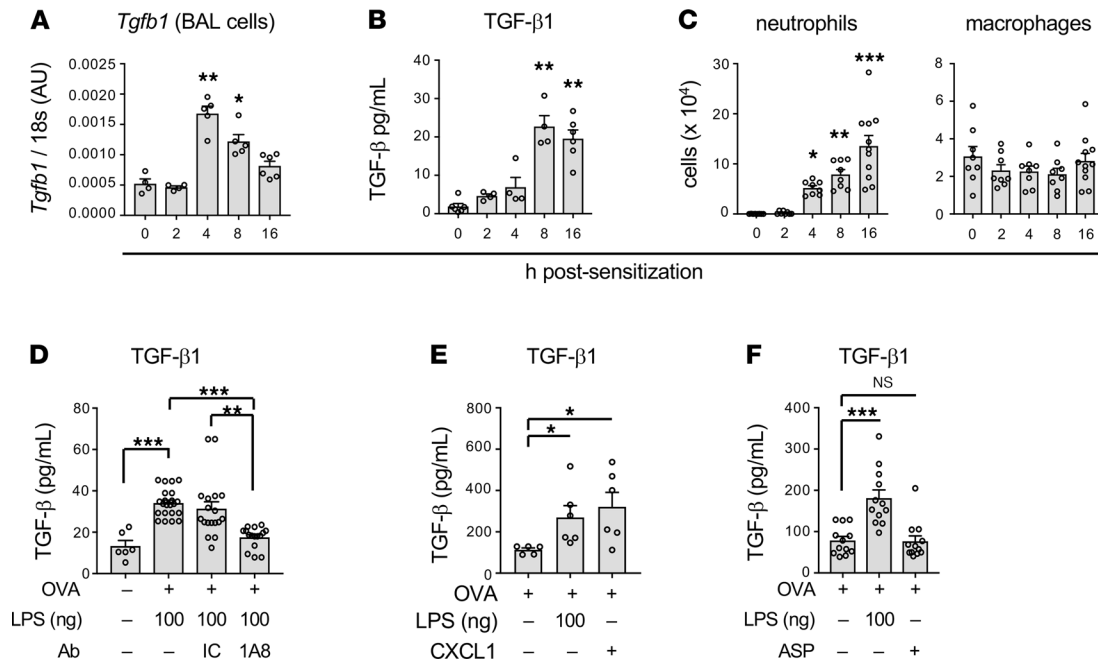 A Tgfb1 (BAL cells)
Tgfb1 / 18s (AU)
0.0025
0.0020
0.0015
0.0010
0.0005
0.0000
** *
0 2 4 8 16
B TGF-β1
TGF-β pg/mL
40
30
20
10
0
** **
0 2 4 8 16
C neutrophils
cells (x 10⁴)
30
20
10
0
* ** ***
0 2 4 8 16
macrophages
8
6
4
2
0
0 2 4 8 16
h post-sensitization
D TGF-β1
TGF-β (pg/mL)
80
60
40
20
0
*** *** **
OVA – + + +
LPS (ng) – 100 100 100
Ab – – IC 1A8
E TGF-β1
TGF-β (pg/mL)
800
600
400
200
0
* *
OVA + + +
LPS (ng) – 100 –
CXCL1 – – +
F TGF-β1
TGF-β (pg/mL)
400
300
200
100
0
NS
***
OVA + + +
LPS (ng) – 100 –
ASP – – +